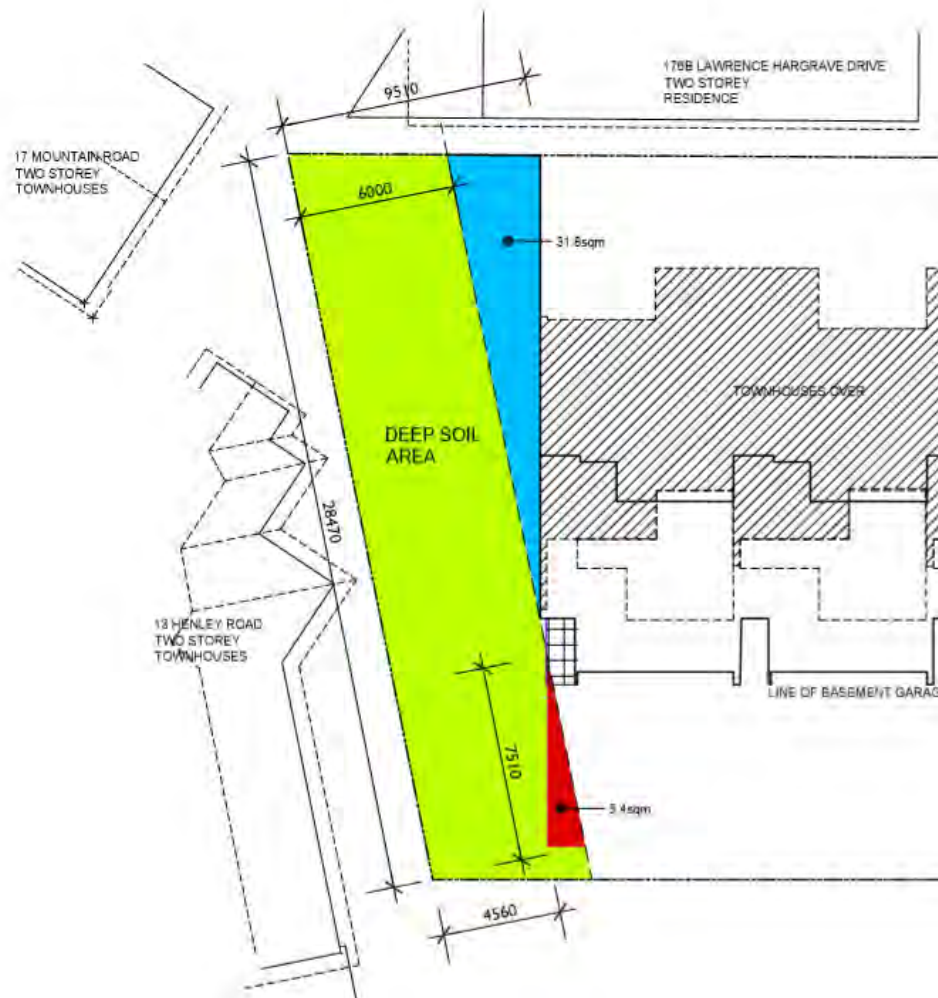 176B LAWRENCE HARGRAVE DRIVE
TWO STOREY
RESIDENCE
9510
17 MOUNTAIN ROAD
TWO STOREY
TOWNHOUSES
6000
31.8sqm
TOWNHOUSES OVER
DEEP SOIL
AREA
28470
13 HENLEY ROAD
TWO STOREY
TOWNHOUSES
LINE OF BASEMENT GARAG
7510
5.4sqm
4560